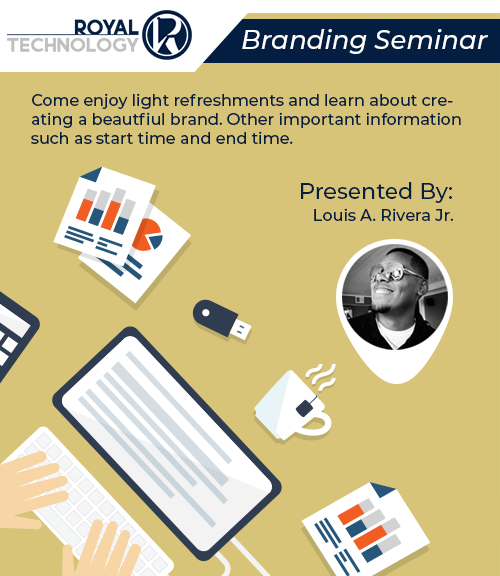 ROYAL
TECHNOLOGY
R
Branding Seminar
Come enjoy light refreshments and learn about cre-
ating a beautfiul brand. Other important information
such as start time and end time.
Presented By:
Louis A. Rivera Jr.